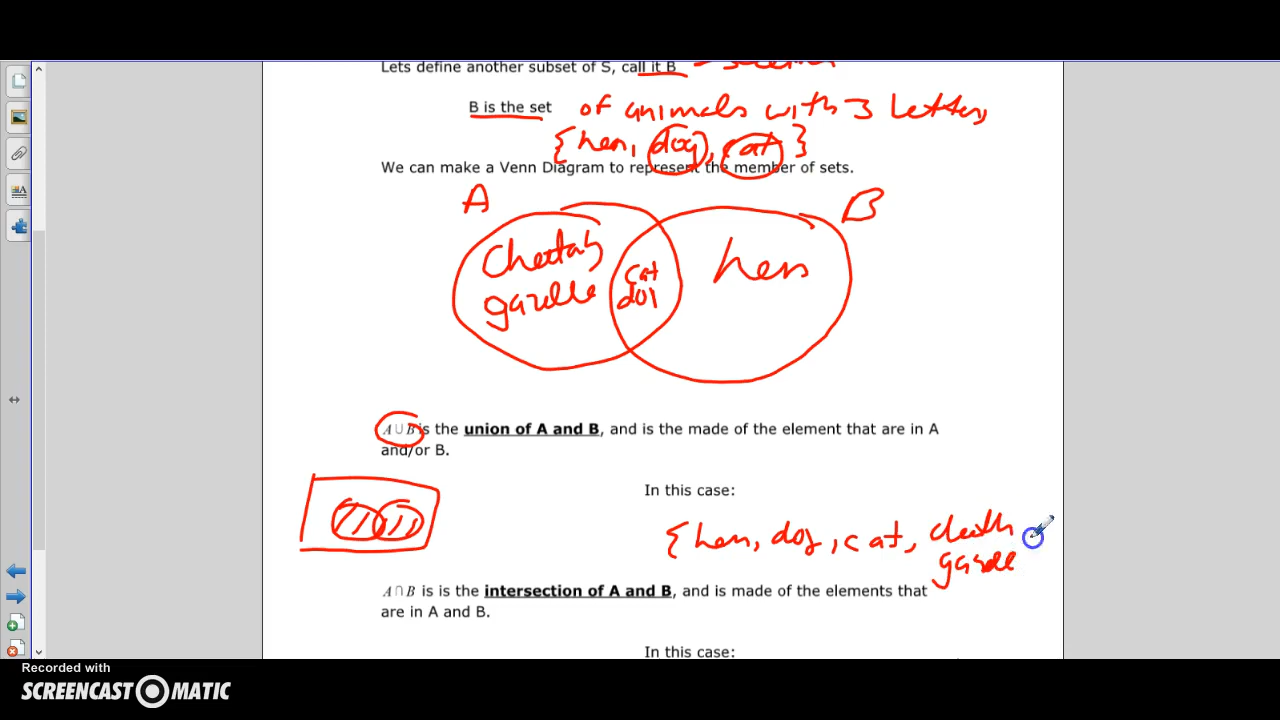 Lets define another subset of S, call it B
B is the set of animals with 3 letters,
{hen, dog, cat}
We can make a Venn Diagram to represent the member of sets.
A
B
Cheetah
gazelle
cat
dog
hen
A∪B is the union of A and B, and is the made of the element that are in A
and/or B.
In this case:
{hen, dog, cat, cheetah
gazelle
A∩B is is the intersection of A and B, and is made of the elements that
are in A and B.
In this case:
Recorded with
SCREENCAST MATIC